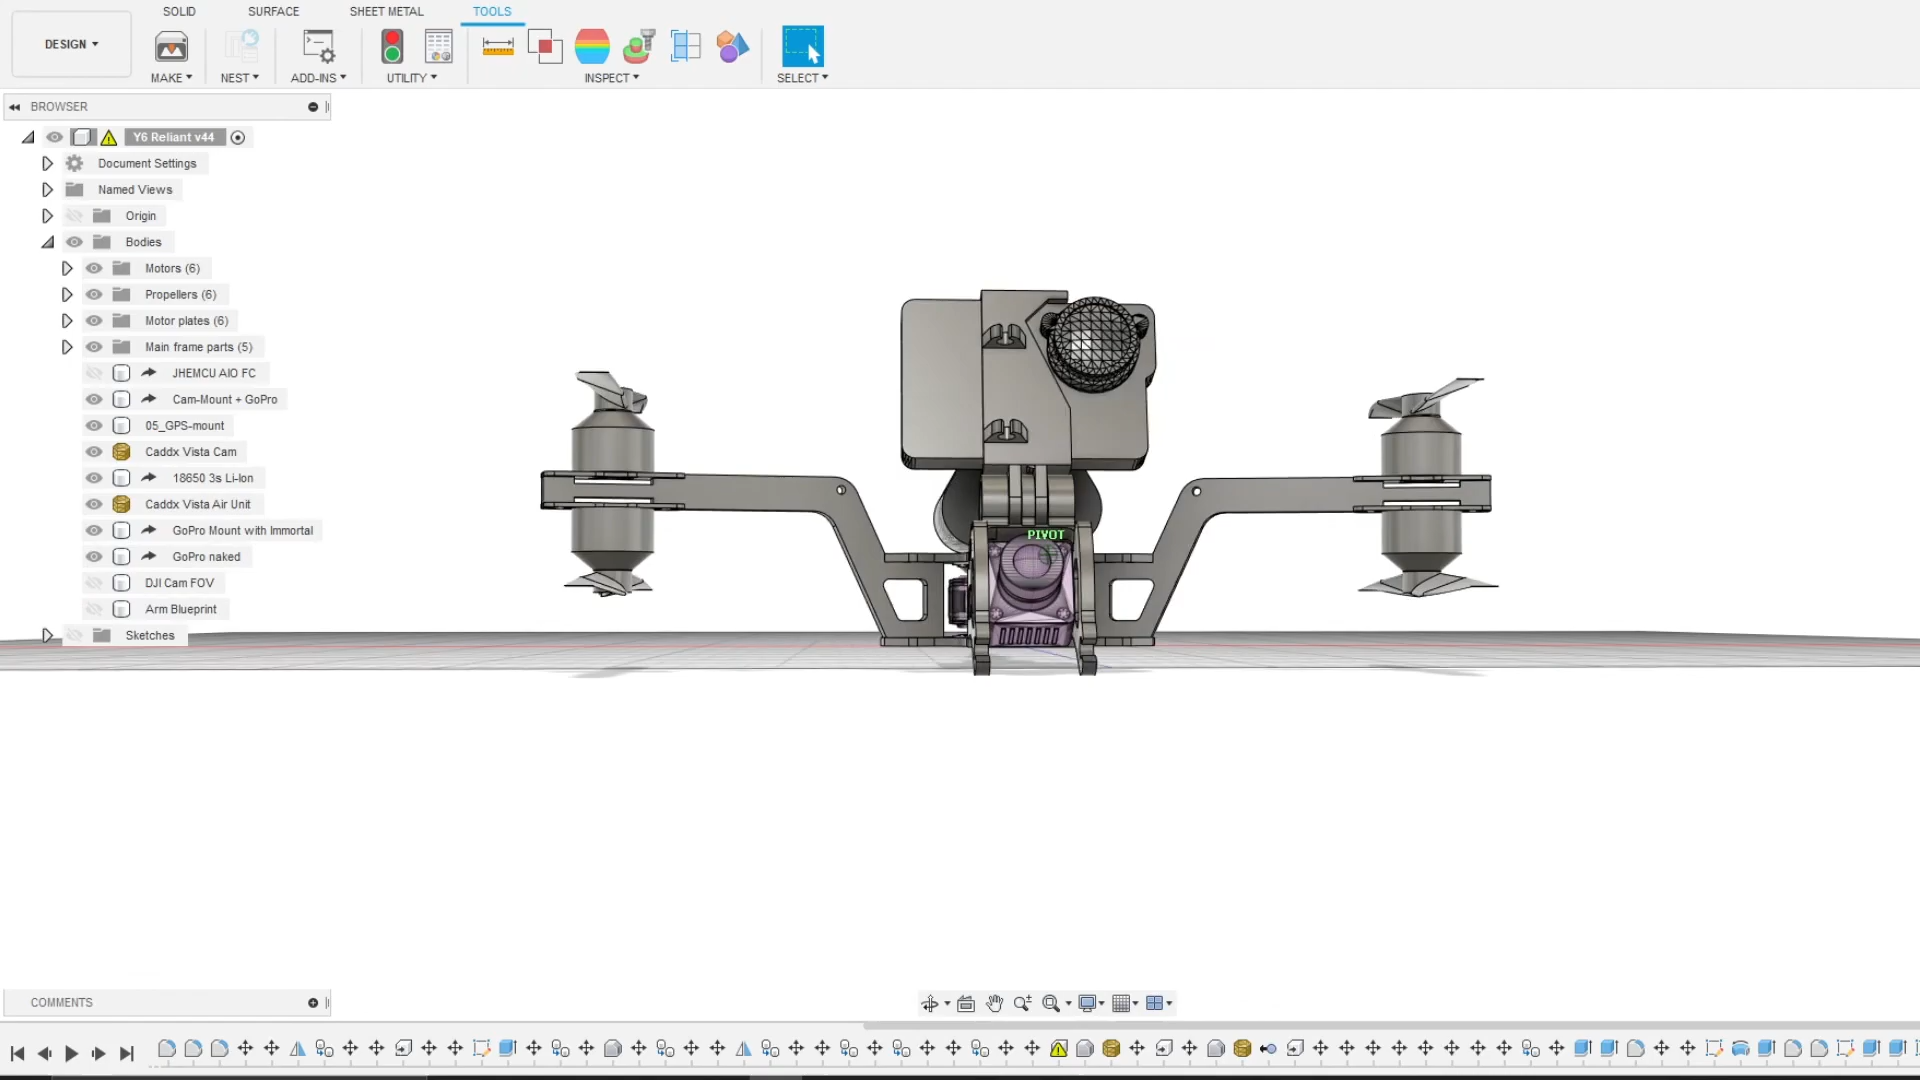 SOLID
SURFACE
SHEET METAL
TOOLS
DESIGN
MAKE
NEST
ADD-INS
UTILITY
INSPECT
SELECT
BROWSER
Y6 Reliant v44
Document Settings
Named Views
Origin
Bodies
Motors (6)
Propellers (6)
Motor plates (6)
Main frame parts (5)
JHEMCU AIO FC
Cam-Mount + GoPro
05_GPS-mount
Caddx Vista Cam
18650 3s Li-Ion
Caddx Vista Air Unit
GoPro Mount with Immortal
GoPro naked
DJI Cam FOV
Arm Blueprint
Sketches
PIVOT
COMMENTS